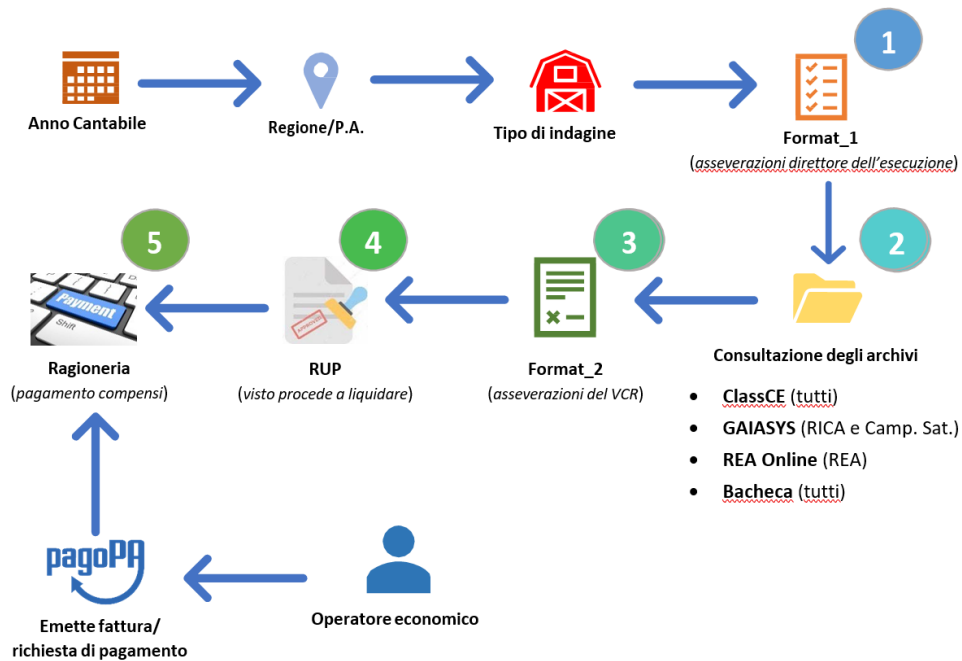 1
Anno Cantabile
Regione/P.A.
Tipo di indagine
Format_1
(asseverazioni direttore dell'esecuzione)
5
4
3
2
Payment
Shift
APPROVED
Ragioneria
(pagamento compensi)
RUP
(visto procede a liquidare)
Format_2
(asseverazioni del VCR)
Consultazione degli archivi
• ClassCE (tutti)
• GAIASYS (RICA e Camp. Sat.)
• REA Online (REA)
• Bacheca (tutti)
pagoPA
Emette fattura/
richiesta di pagamento
Operatore economico